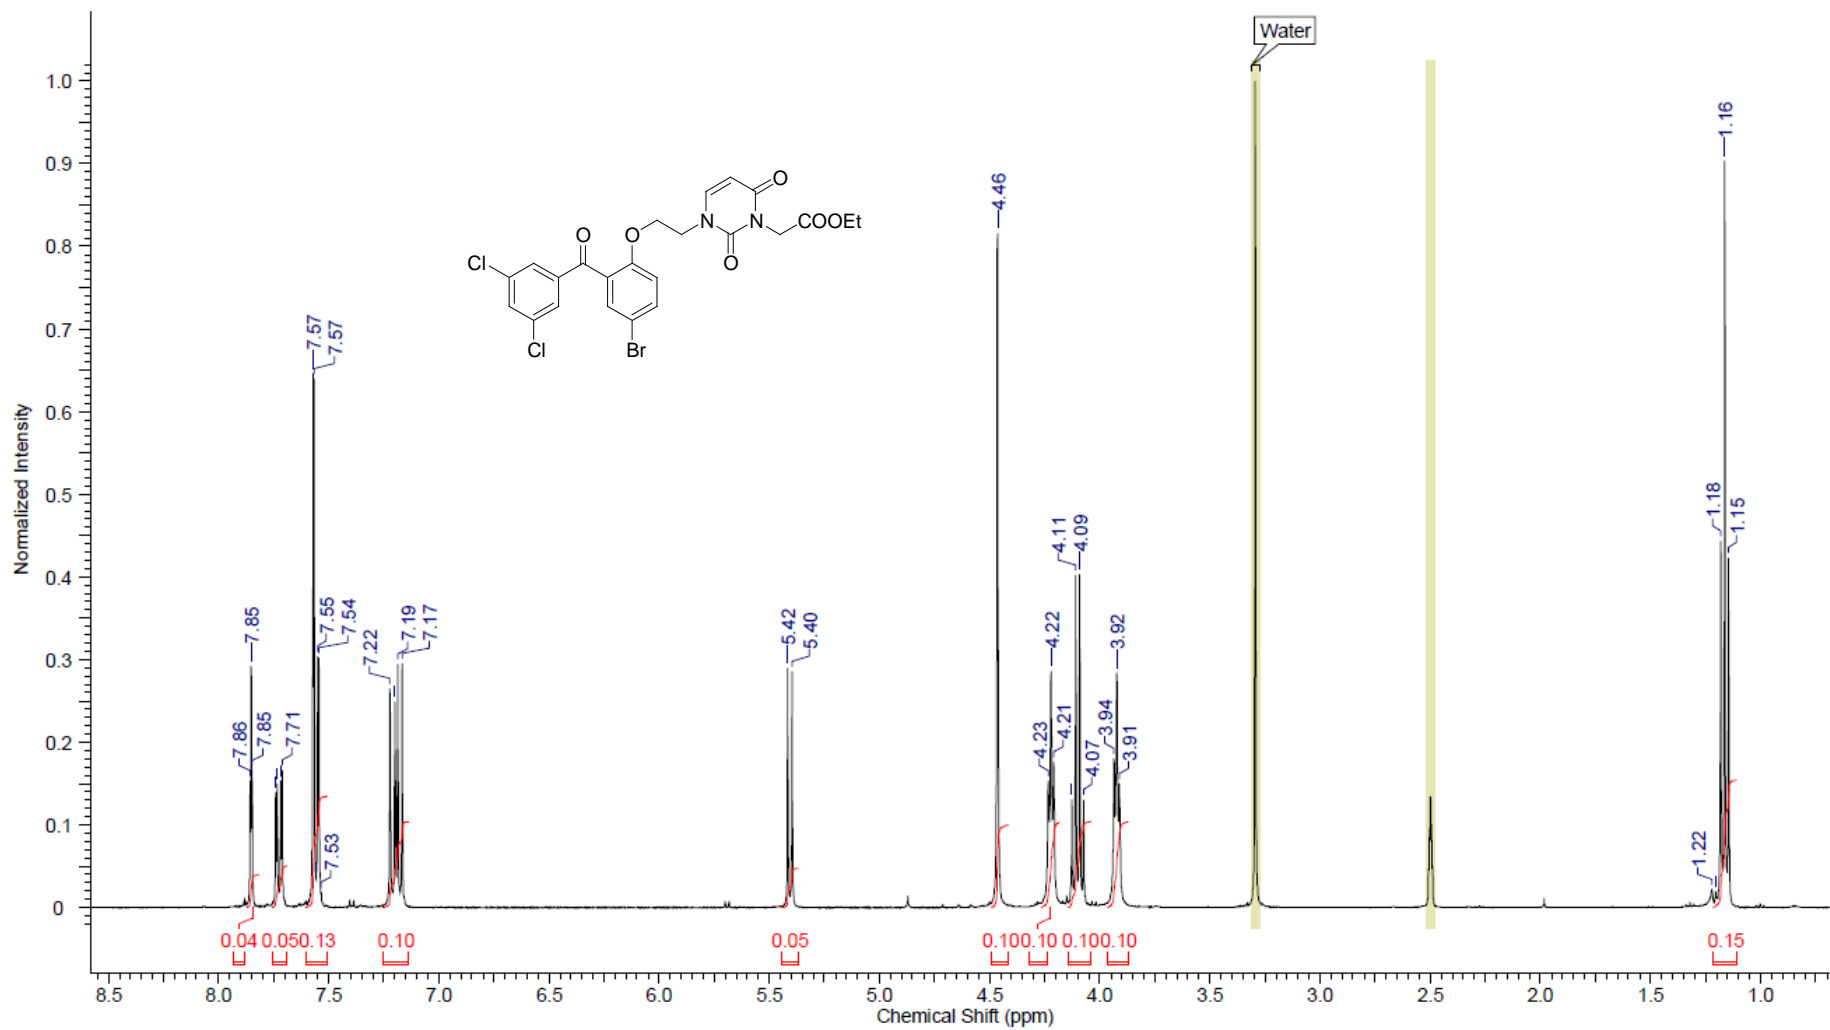 Water
Normalized Intensity
1.0
0.9
0.8
0.7
0.6
0.5
0.4
0.3
0.2
0.1
0
O
N
N
COOEt
O
O
O
Cl
Cl
Br
7.86
7.85
7.85
7.71
7.57
7.57
7.55
7.54
7.53
7.22
7.19
7.17
5.42
5.40
4.46
4.23
4.22
4.21
4.11
4.09
4.07
3.94
3.92
3.91
1.22
1.18
1.16
1.15
0.04 0.05 0.13 0.10 0.05 0.10 0.10 0.10 0.10 0.15
8.5 8.0 7.5 7.0 6.5 6.0 5.5 5.0 4.5 4.0 3.5 3.0 2.5 2.0 1.5 1.0
Chemical Shift (ppm)